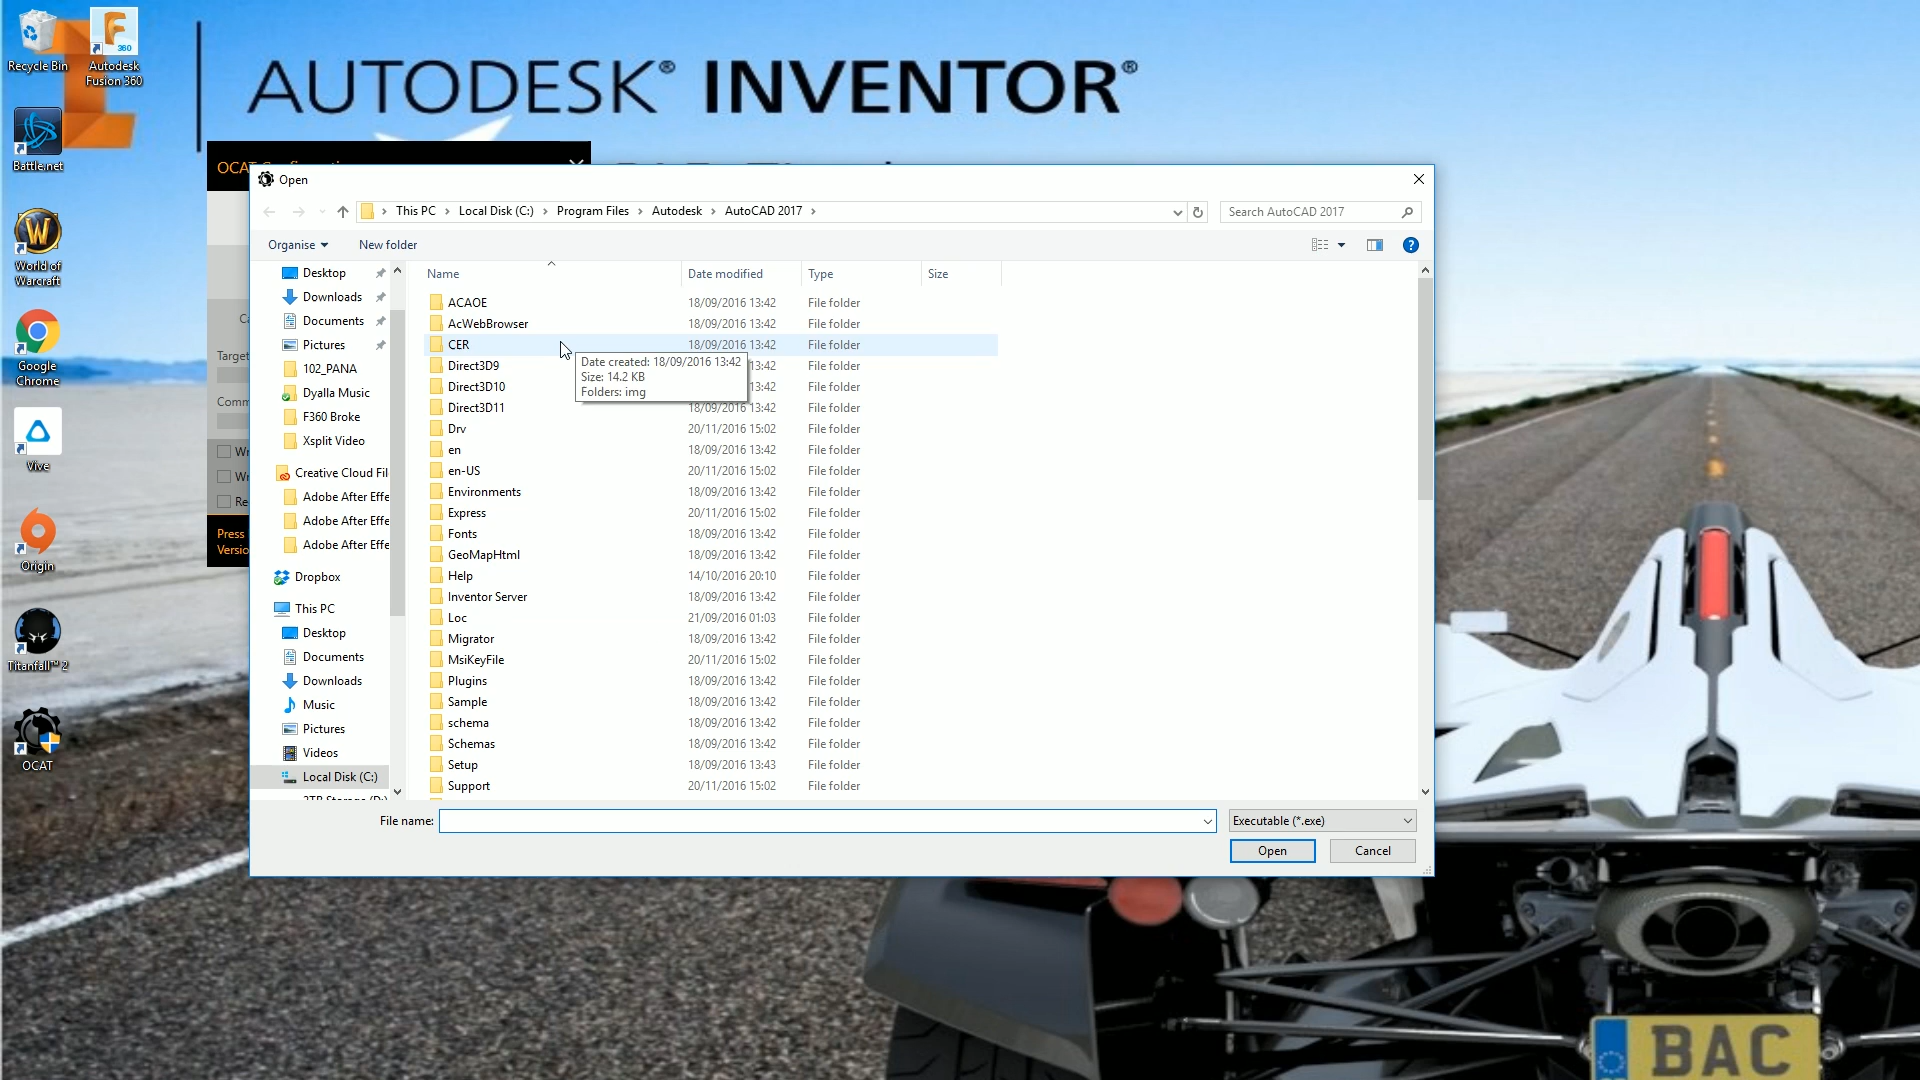 AUTODESK® INVENTOR®
Recycle Bin
Autodesk
Fusion 360
360
Battle.net
World of
Warcraft
Google
Chrome
Vive
Origin
Titanfall™ 2
OCAT
Press
Open
This PC > Local Disk (C:) > Program Files > Autodesk > AutoCAD 2017 >
Search AutoCAD 2017
Organise
New folder
Desktop
Downloads
Documents
Pictures
102_PANA
Dyalla Music
F360 Broke
Xsplit Video
Creative Cloud Fil
Adobe After Effe
Adobe After Effe
Adobe After Effe
Dropbox
This PC
Desktop
Documents
Downloads
Music
Pictures
Videos
Local Disk (C:)
Name Date modified Type Size
ACAOE 18/09/2016 13:42 File folder
AcWebBrowser 18/09/2016 13:42 File folder
CER 18/09/2016 13:42 File folder
Direct3D9 13:42 File folder
Direct3D10 13:42 File folder
Direct3D11 18/09/2016 13:42 File folder
Drv 20/11/2016 15:02 File folder
en 18/09/2016 13:42 File folder
en-US 20/11/2016 15:02 File folder
Environments 18/09/2016 13:42 File folder
Express 20/11/2016 15:02 File folder
Fonts 18/09/2016 13:42 File folder
GeoMapHtml 18/09/2016 13:42 File folder
Help 14/10/2016 20:10 File folder
Inventor Server 18/09/2016 13:42 File folder
Loc 21/09/2016 01:03 File folder
Migrator 18/09/2016 13:42 File folder
MsiKeyFile 20/11/2016 15:02 File folder
Plugins 18/09/2016 13:42 File folder
Sample 18/09/2016 13:42 File folder
schema 18/09/2016 13:42 File folder
Schemas 18/09/2016 13:42 File folder
Setup 18/09/2016 13:43 File folder
Support 20/11/2016 15:02 File folder
Date created: 18/09/2016 13:42
Size: 14.2 KB
Folders: img
File name:
Executable (*.exe)
Open
Cancel
BAC